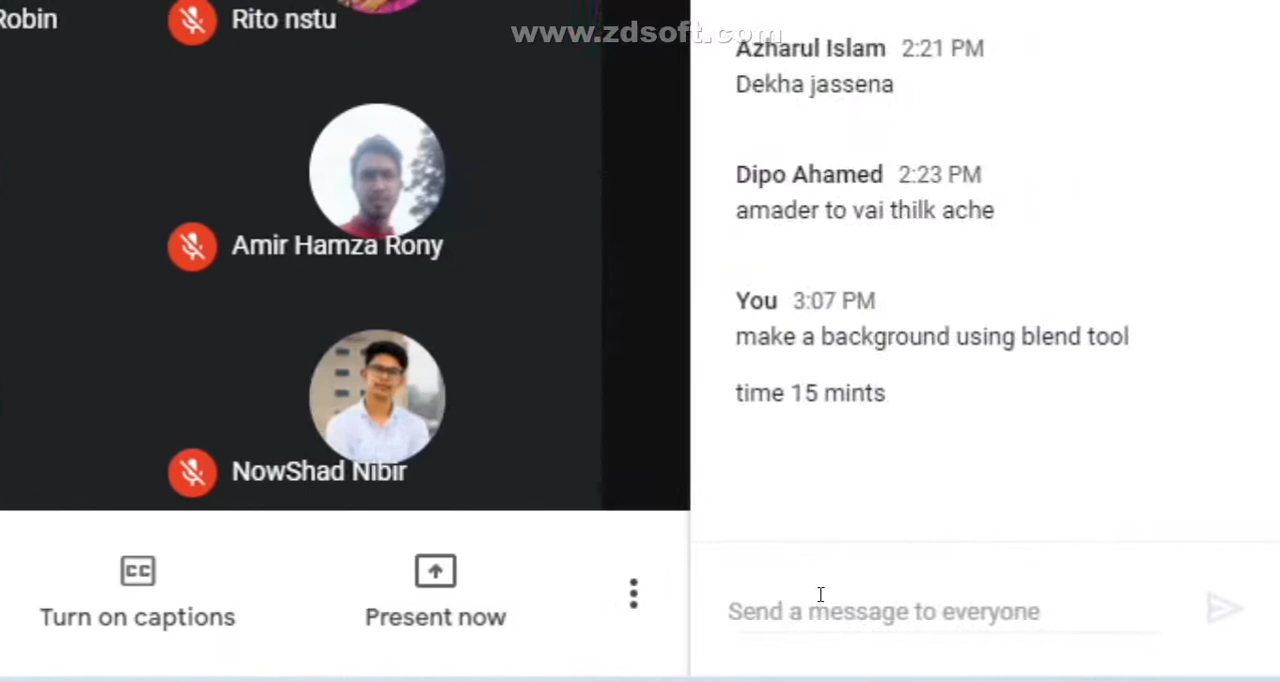 Robin
Rito nstu
www.zdsoft.com
Azharul Islam 2:21 PM
Dekha jassena
Dipo Ahamed 2:23 PM
amader to vai thilk ache
Amir Hamza Rony
You 3:07 PM
make a background using blend tool
time 15 mints
NowShad Nibir
CC
Turn on captions
Present now
Send a message to everyone